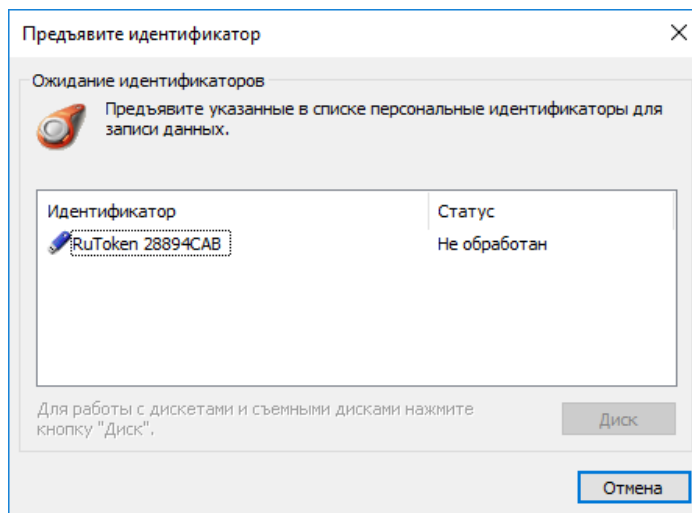 Предъявите идентификатор
Ожидание идентификаторов
Предъявите указанные в списке персональные идентификаторы для
записи данных.
Идентификатор Статус
RuToken 28894CAB Не обработан
Для работы с дискетами и съемными дисками нажмите
кнопку "Диск".
Диск
Отмена